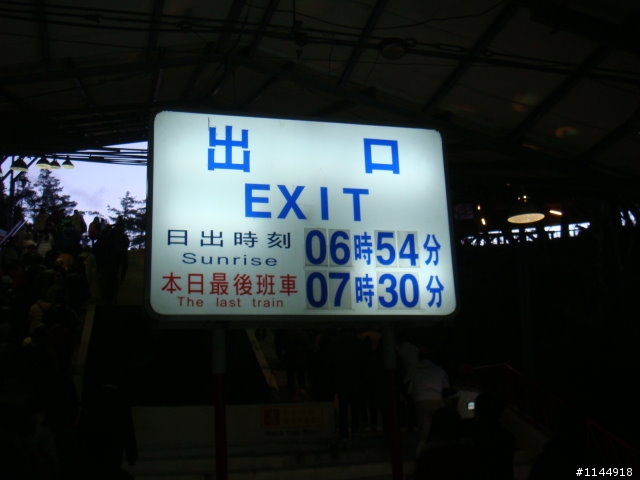 出口
EXIT
日出時刻 06時54分
Sunrise
本日最後班車 07時30分
The last train
#1144918